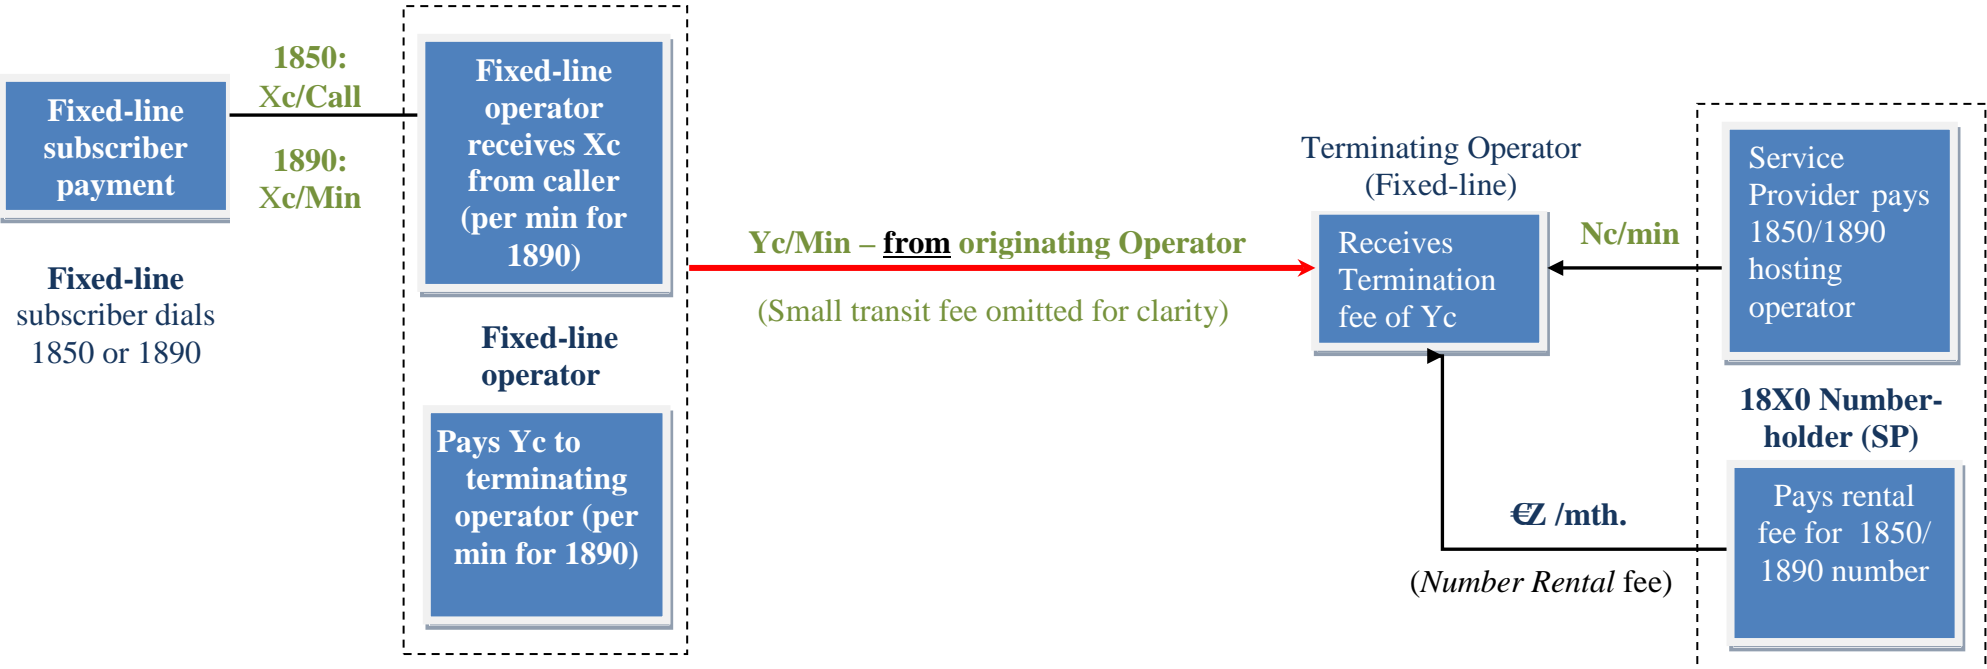 1850:
Xc/Call
1890:
Xc/Min
Fixed-line
subscriber
payment
Fixed-line
subscriber dials
1850 or 1890
Fixed-line
operator
receives Xc
from caller
(per min for
1890)
Fixed-line
operator
Pays Yc to
terminating
operator (per
min for 1890)
Yc/Min – from originating Operator
(Small transit fee omitted for clarity)
Terminating Operator
(Fixed-line)
Receives
Termination
fee of Yc
Nc/min
Service
Provider pays
1850/1890
hosting
operator
18X0 Number-
holder (SP)
€Z /mth.
(Number Rental fee)
Pays rental
fee for 1850/
1890 number